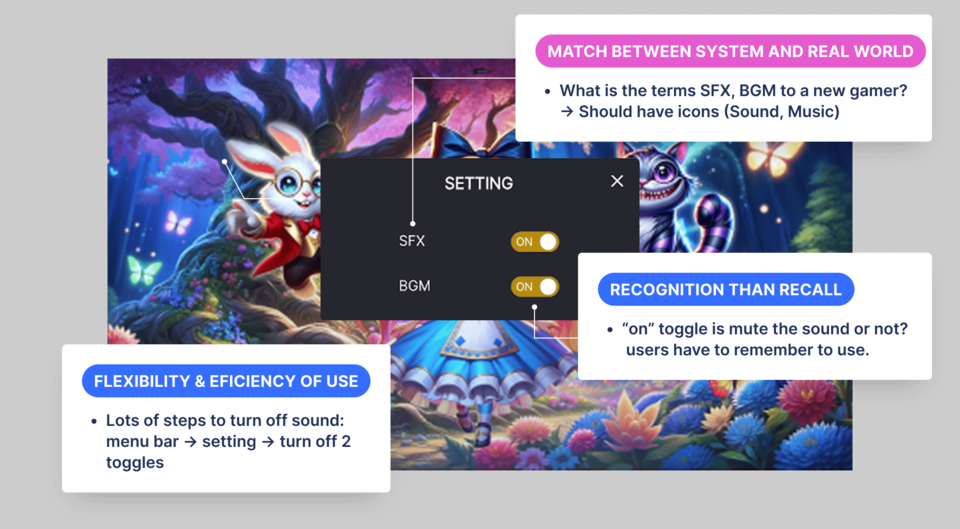 MATCH BETWEEN SYSTEM AND REAL WORLD
• What is the terms SFX, BGM to a new gamer?
→ Should have icons (Sound, Music)
SETTING
SFX
ON
BGM
ON
RECOGNITION THAN RECALL
• “on” toggle is mute the sound or not?
users have to remember to use.
FLEXIBILITY & EFICIENCY OF USE
• Lots of steps to turn off sound:
menu bar → setting → turn off 2
toggles